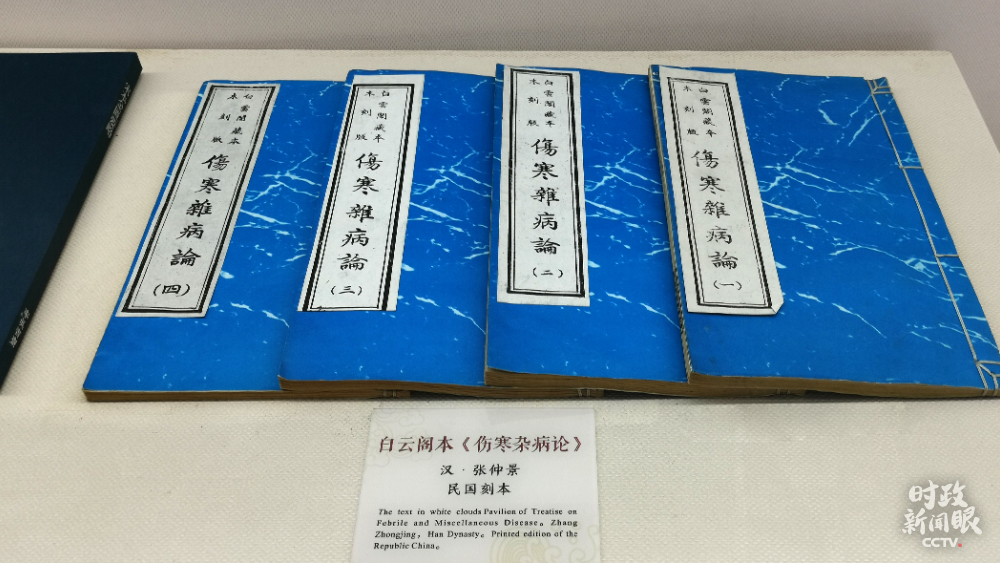 白雲閣藏本
木刻版
傷寒雜病論
(四)
白雲閣藏本
木刻版
傷寒雜病論
(三)
白雲閣藏本
木刻版
傷寒雜病論
(二)
白雲閣藏本
木刻版
傷寒雜病論
(一)
白云阁本《伤寒杂病论》
汉·张仲景
民国刻本
The text in white clouds Pavilion of Treatise on
Febrile and Miscellaneous Disease。Zhang
Zhongjing，Han Dynasty。Printed edition of the
Republic China。
时政
新闻眼
CCTV